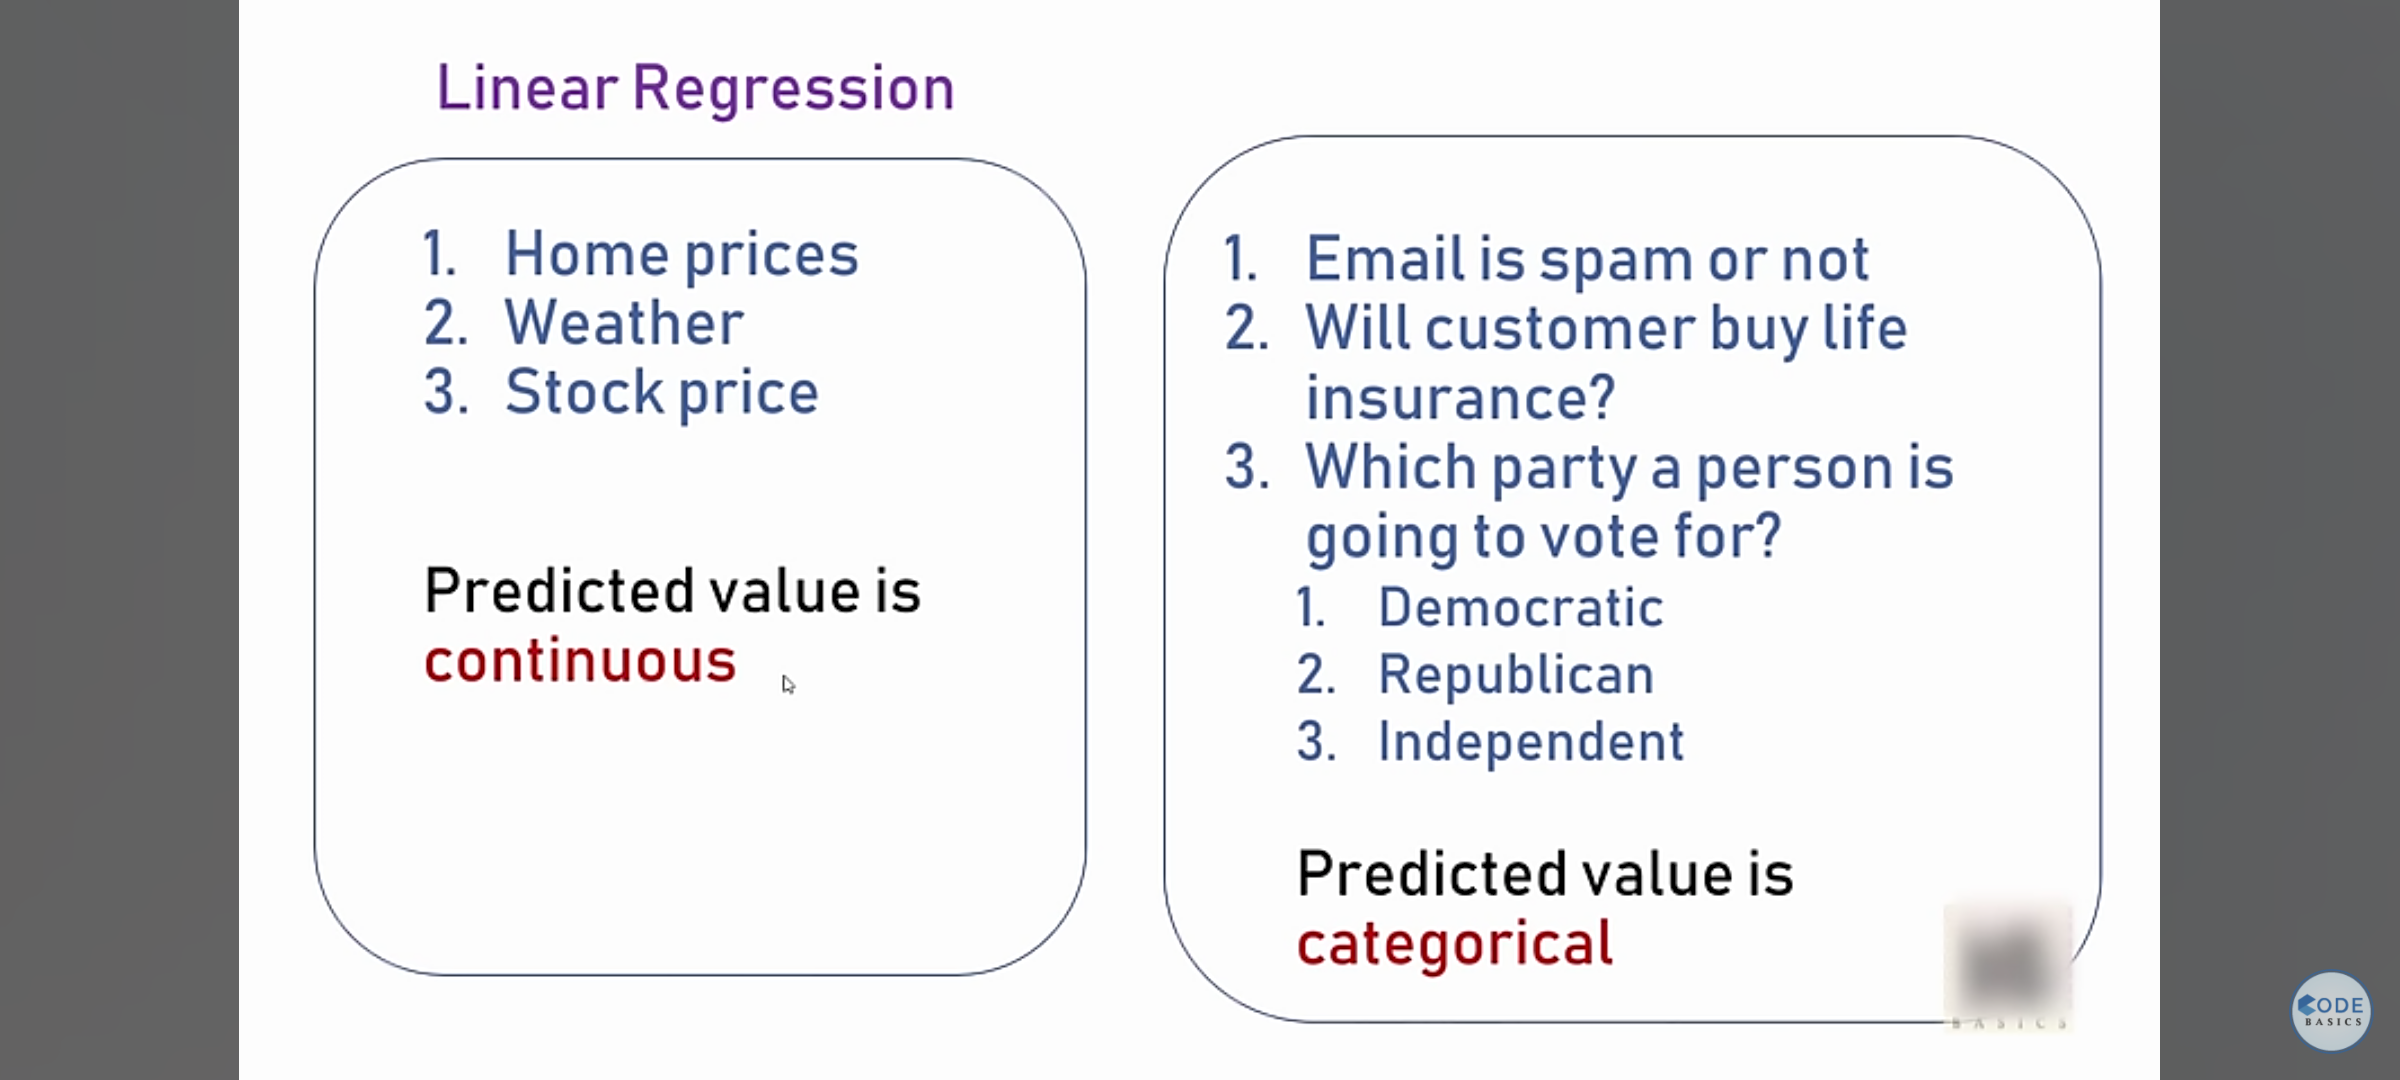 Linear Regression
1. Home prices
2. Weather
3. Stock price
Predicted value is
continuous
1. Email is spam or not
2. Will customer buy life
insurance?
3. Which party a person is
going to vote for?
1. Democratic
2. Republican
3. Independent
Predicted value is
categorical
BASICS
CODE
BASICS